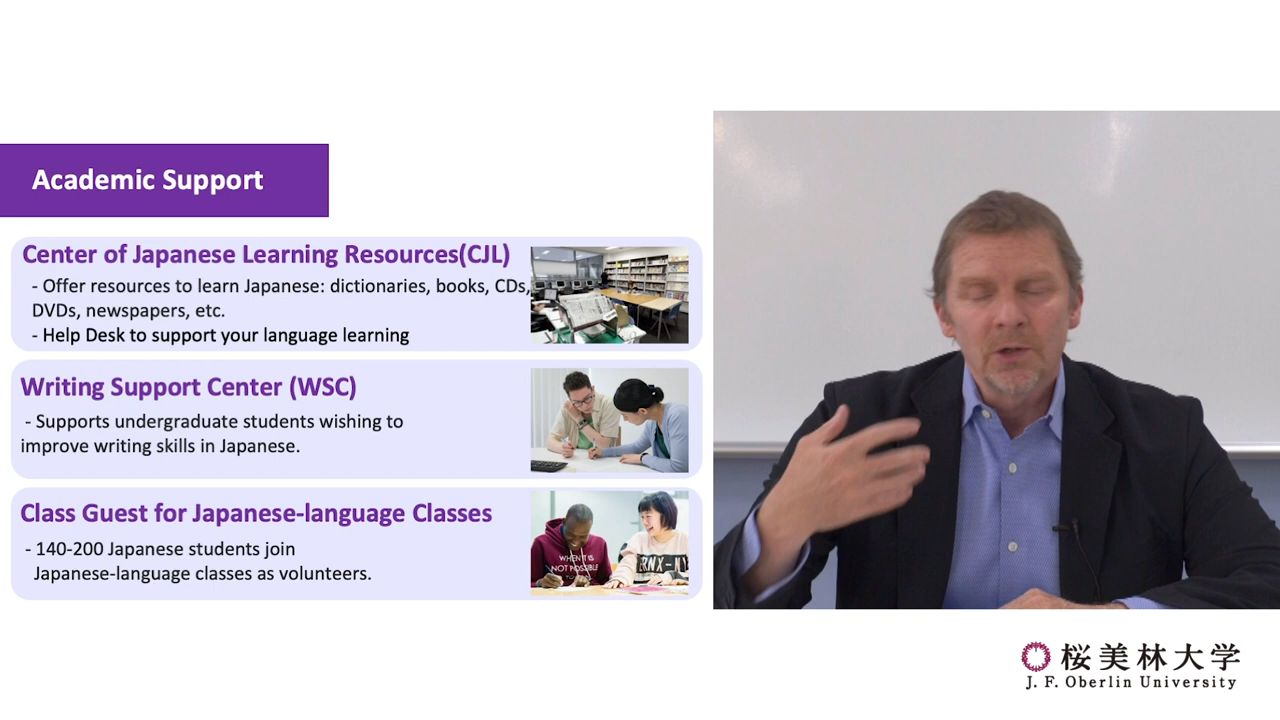 Academic Support
Center of Japanese Learning Resources(CJL)
- Offer resources to learn Japanese: dictionaries, books, CDs,
DVDs, newspapers, etc.
- Help Desk to support your language learning
Writing Support Center (WSC)
- Supports undergraduate students wishing to
improve writing skills in Japanese.
Class Guest for Japanese-language Classes
- 140-200 Japanese students join
Japanese-language classes as volunteers.
WHEN IT IS
NOT POSSIBLE
桜美林大学
J. F. Oberlin University